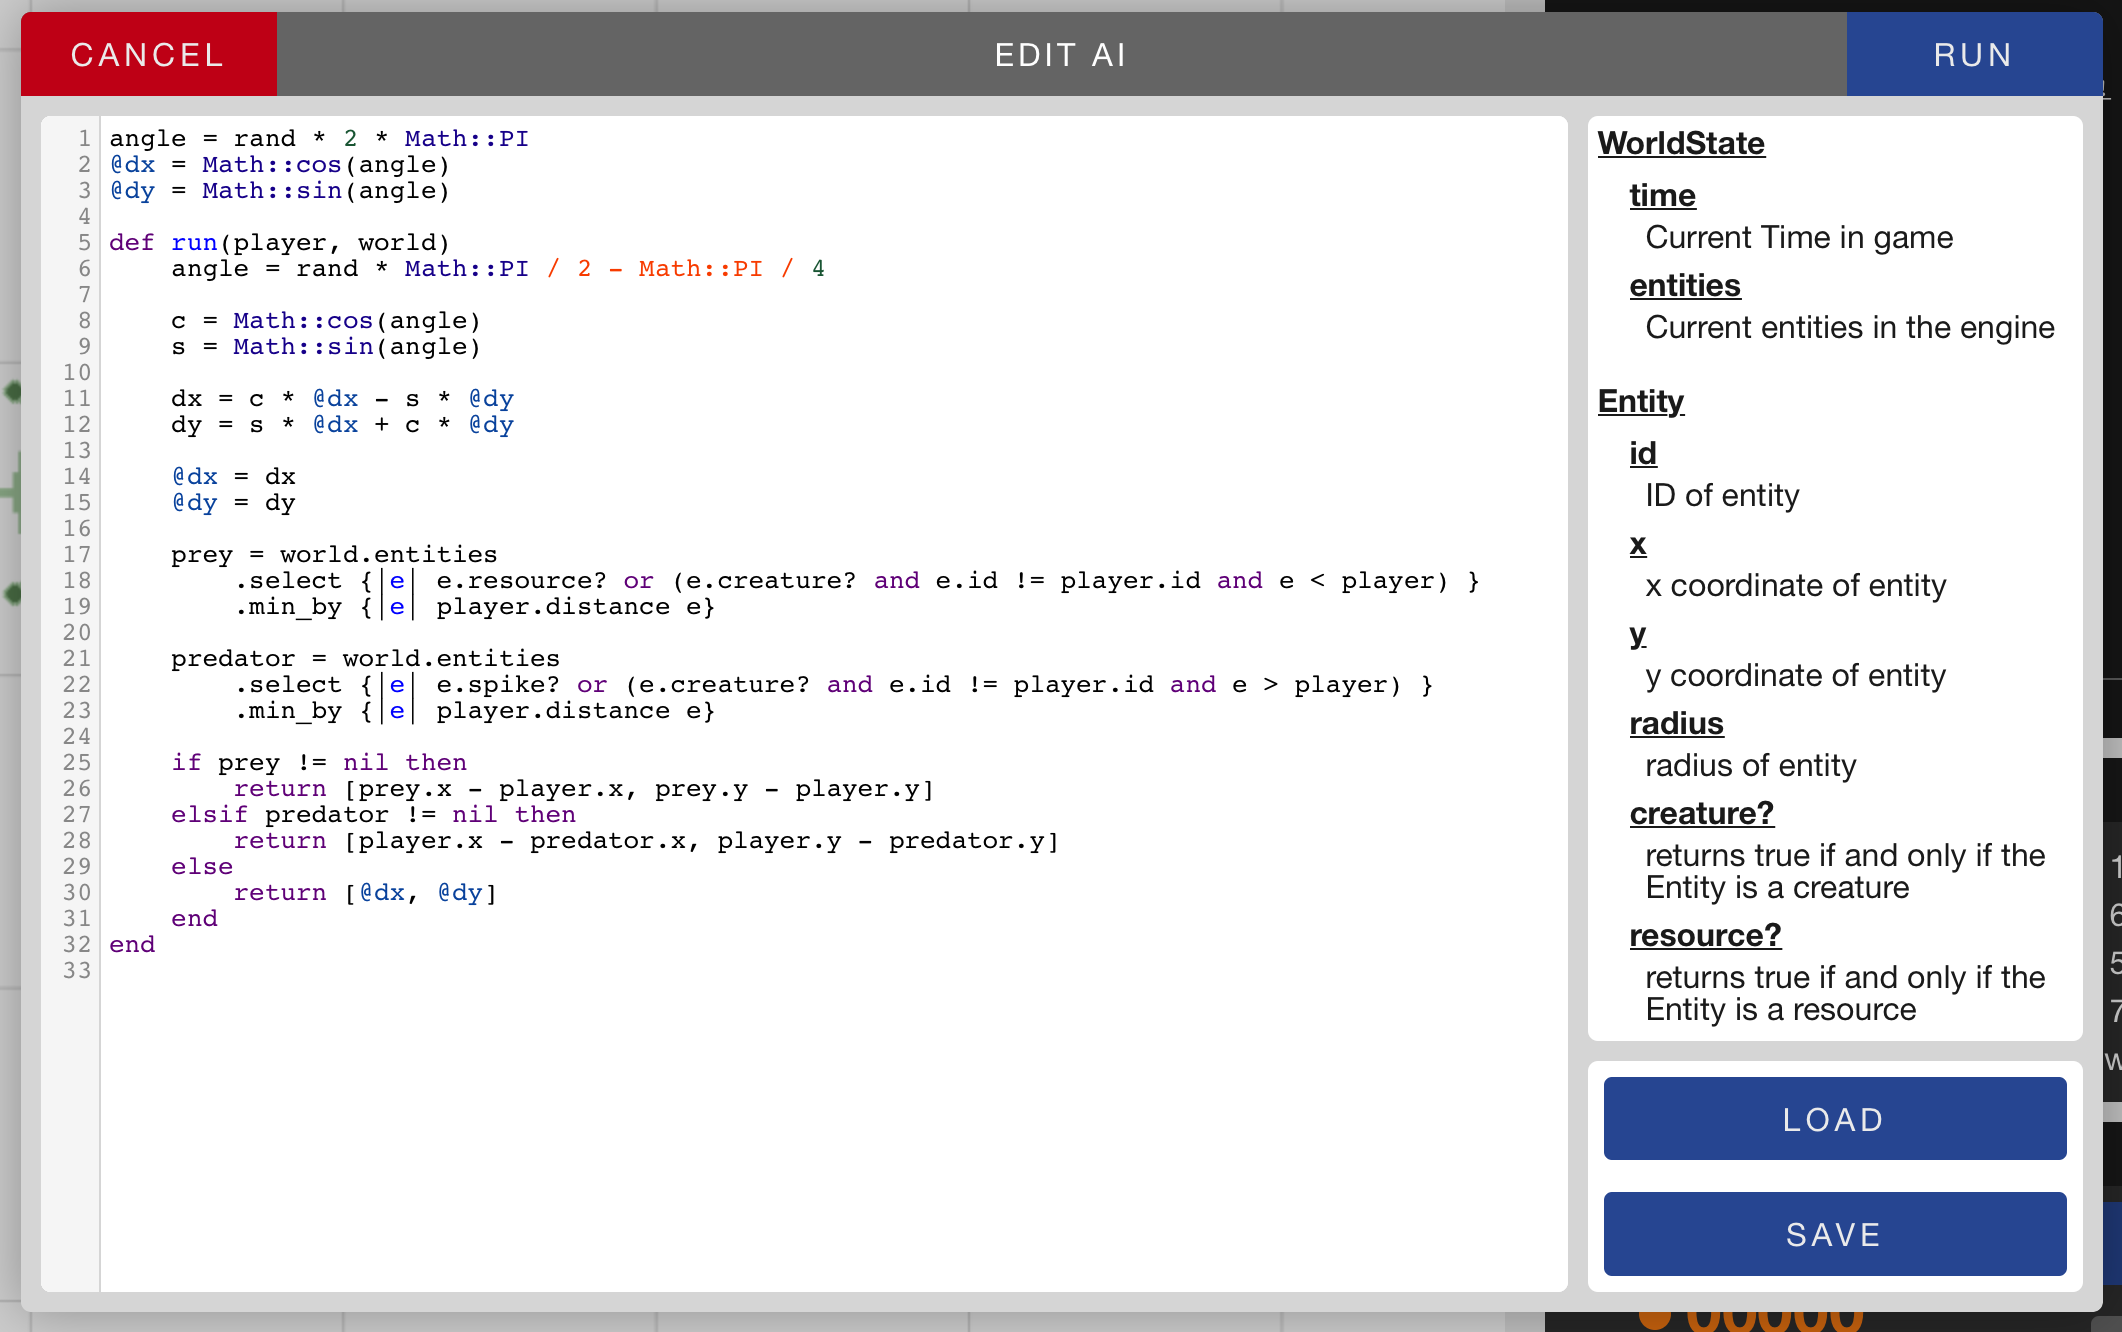 CANCEL
EDIT AI
RUN
1 angle = rand * 2 * Math::PI
2 @dx = Math::cos(angle)
3 @dy = Math::sin(angle)
4
5 def run(player, world)
6     angle = rand * Math::PI / 2 - Math::PI / 4
7
8     c = Math::cos(angle)
9     s = Math::sin(angle)
10
11     dx = c * @dx - s * @dy
12     dy = s * @dx + c * @dy
13
14     @dx = dx
15     @dy = dy
16
17     prey = world.entities
18         .select {|e| e.resource? or (e.creature? and e.id != player.id and e < player) }
19         .min_by {|e| player.distance e}
20
21     predator = world.entities
22         .select {|e| e.spike? or (e.creature? and e.id != player.id and e > player) }
23         .min_by {|e| player.distance e}
24
25     if prey != nil then
26         return [prey.x - player.x, prey.y - player.y]
27     elsif predator != nil then
28         return [player.x - predator.x, player.y - predator.y]
29     else
30         return [@dx, @dy]
31     end
32 end
33
WorldState
time
Current Time in game
entities
Current entities in the engine
Entity
id
ID of entity
x
x coordinate of entity
y
y coordinate of entity
radius
radius of entity
creature?
returns true if and only if the
Entity is a creature
resource?
returns true if and only if the
Entity is a resource
LOAD
SAVE